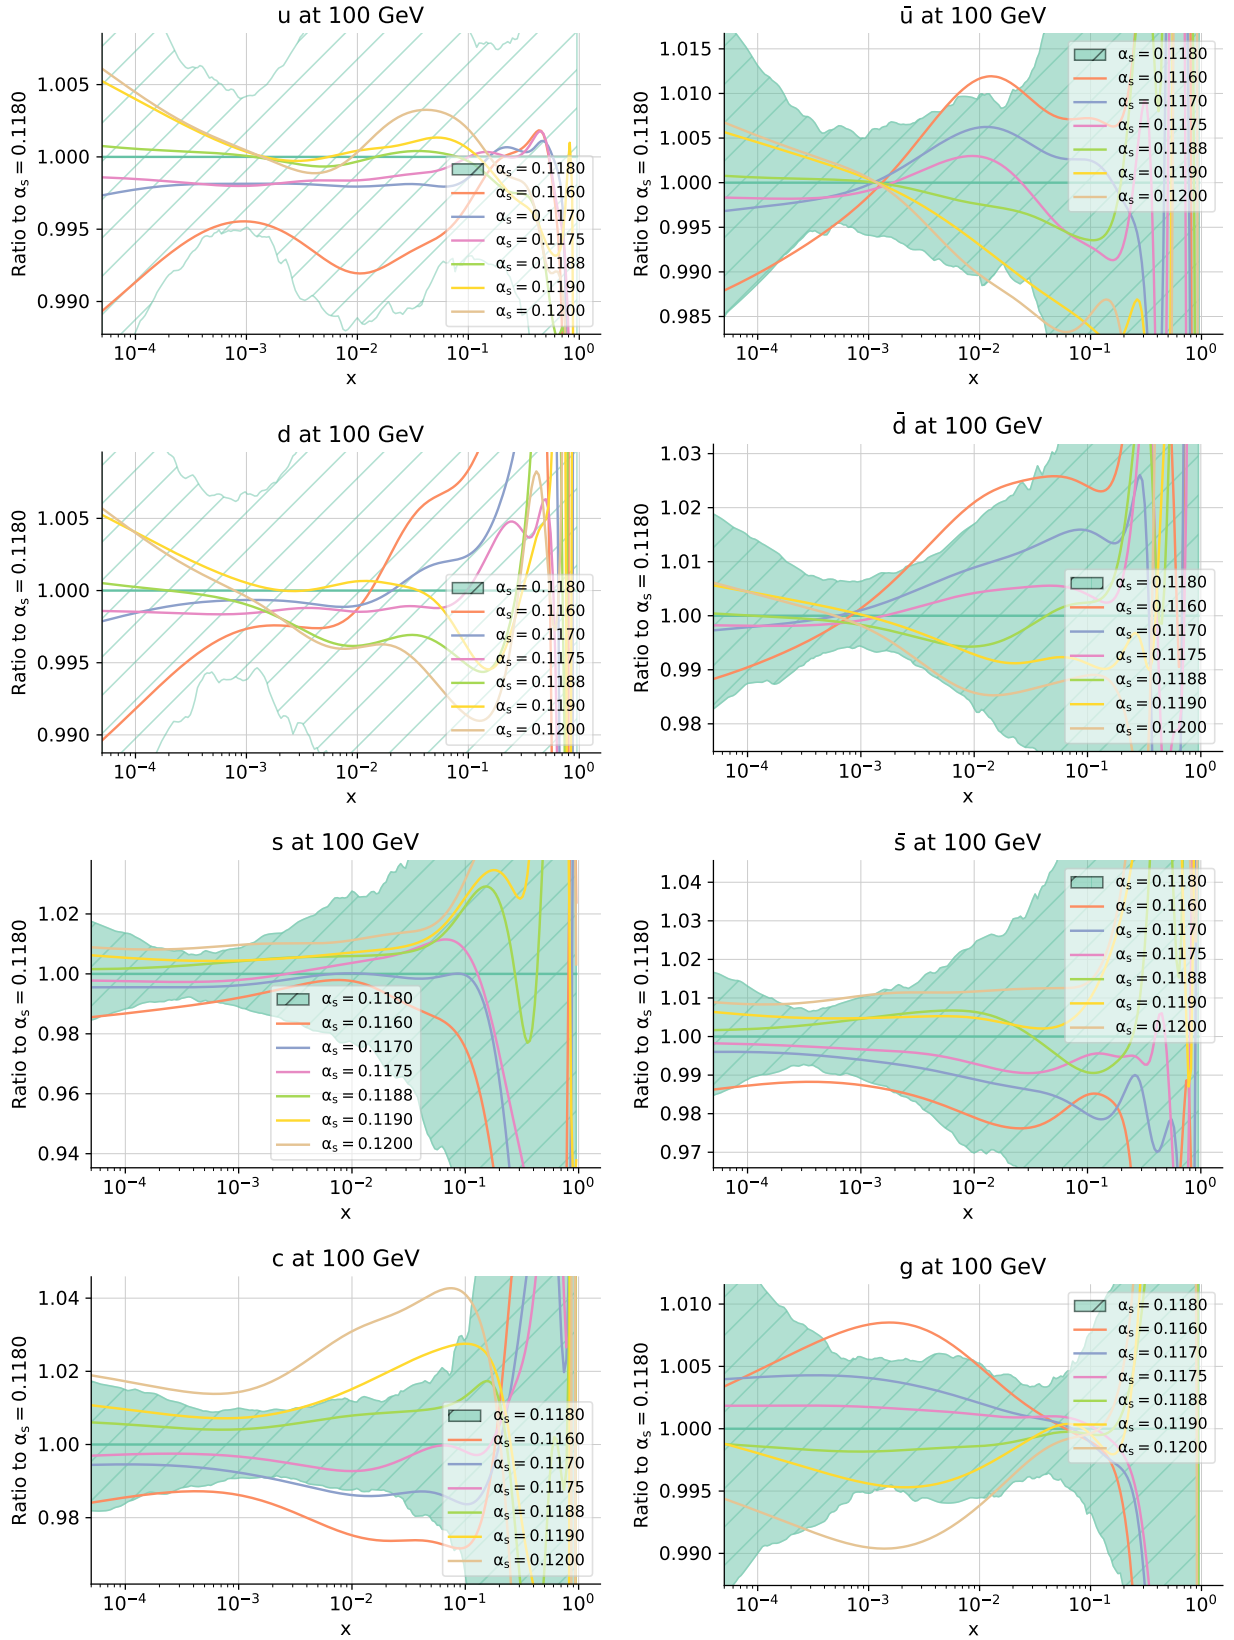 u at 100 GeV
Ratio to αs = 0.1180
1.005
1.000
0.995
0.990
10⁻⁴ 10⁻³ 10⁻² 10⁻¹ 10⁰
x
αs = 0.1180
αs = 0.1160
αs = 0.1170
αs = 0.1175
αs = 0.1188
αs = 0.1190
αs = 0.1200
ū at 100 GeV
Ratio to αs = 0.1180
1.015
1.010
1.005
1.000
0.995
0.990
0.985
10⁻⁴ 10⁻³ 10⁻² 10⁻¹ 10⁰
x
αs = 0.1180
αs = 0.1160
αs = 0.1170
αs = 0.1175
αs = 0.1188
αs = 0.1190
αs = 0.1200
d at 100 GeV
Ratio to αs = 0.1180
1.005
1.000
0.995
0.990
10⁻⁴ 10⁻³ 10⁻² 10⁻¹ 10⁰
x
αs = 0.1180
αs = 0.1160
αs = 0.1170
αs = 0.1175
αs = 0.1188
αs = 0.1190
αs = 0.1200
d̄ at 100 GeV
Ratio to αs = 0.1180
1.03
1.02
1.01
1.00
0.99
0.98
10⁻⁴ 10⁻³ 10⁻² 10⁻¹ 10⁰
x
αs = 0.1180
αs = 0.1160
αs = 0.1170
αs = 0.1175
αs = 0.1188
αs = 0.1190
αs = 0.1200
s at 100 GeV
Ratio to αs = 0.1180
1.02
1.00
0.98
0.96
0.94
10⁻⁴ 10⁻³ 10⁻² 10⁻¹ 10⁰
x
αs = 0.1180
αs = 0.1160
αs = 0.1170
αs = 0.1175
αs = 0.1188
αs = 0.1190
αs = 0.1200
s̄ at 100 GeV
Ratio to αs = 0.1180
1.04
1.03
1.02
1.01
1.00
0.99
0.98
0.97
10⁻⁴ 10⁻³ 10⁻² 10⁻¹ 10⁰
x
αs = 0.1180
αs = 0.1160
αs = 0.1170
αs = 0.1175
αs = 0.1188
αs = 0.1190
αs = 0.1200
c at 100 GeV
Ratio to αs = 0.1180
1.04
1.02
1.00
0.98
10⁻⁴ 10⁻³ 10⁻² 10⁻¹ 10⁰
x
αs = 0.1180
αs = 0.1160
αs = 0.1170
αs = 0.1175
αs = 0.1188
αs = 0.1190
αs = 0.1200
g at 100 GeV
Ratio to αs = 0.1180
1.010
1.005
1.000
0.995
0.990
10⁻⁴ 10⁻³ 10⁻² 10⁻¹ 10⁰
x
αs = 0.1180
αs = 0.1160
αs = 0.1170
αs = 0.1175
αs = 0.1188
αs = 0.1190
αs = 0.1200